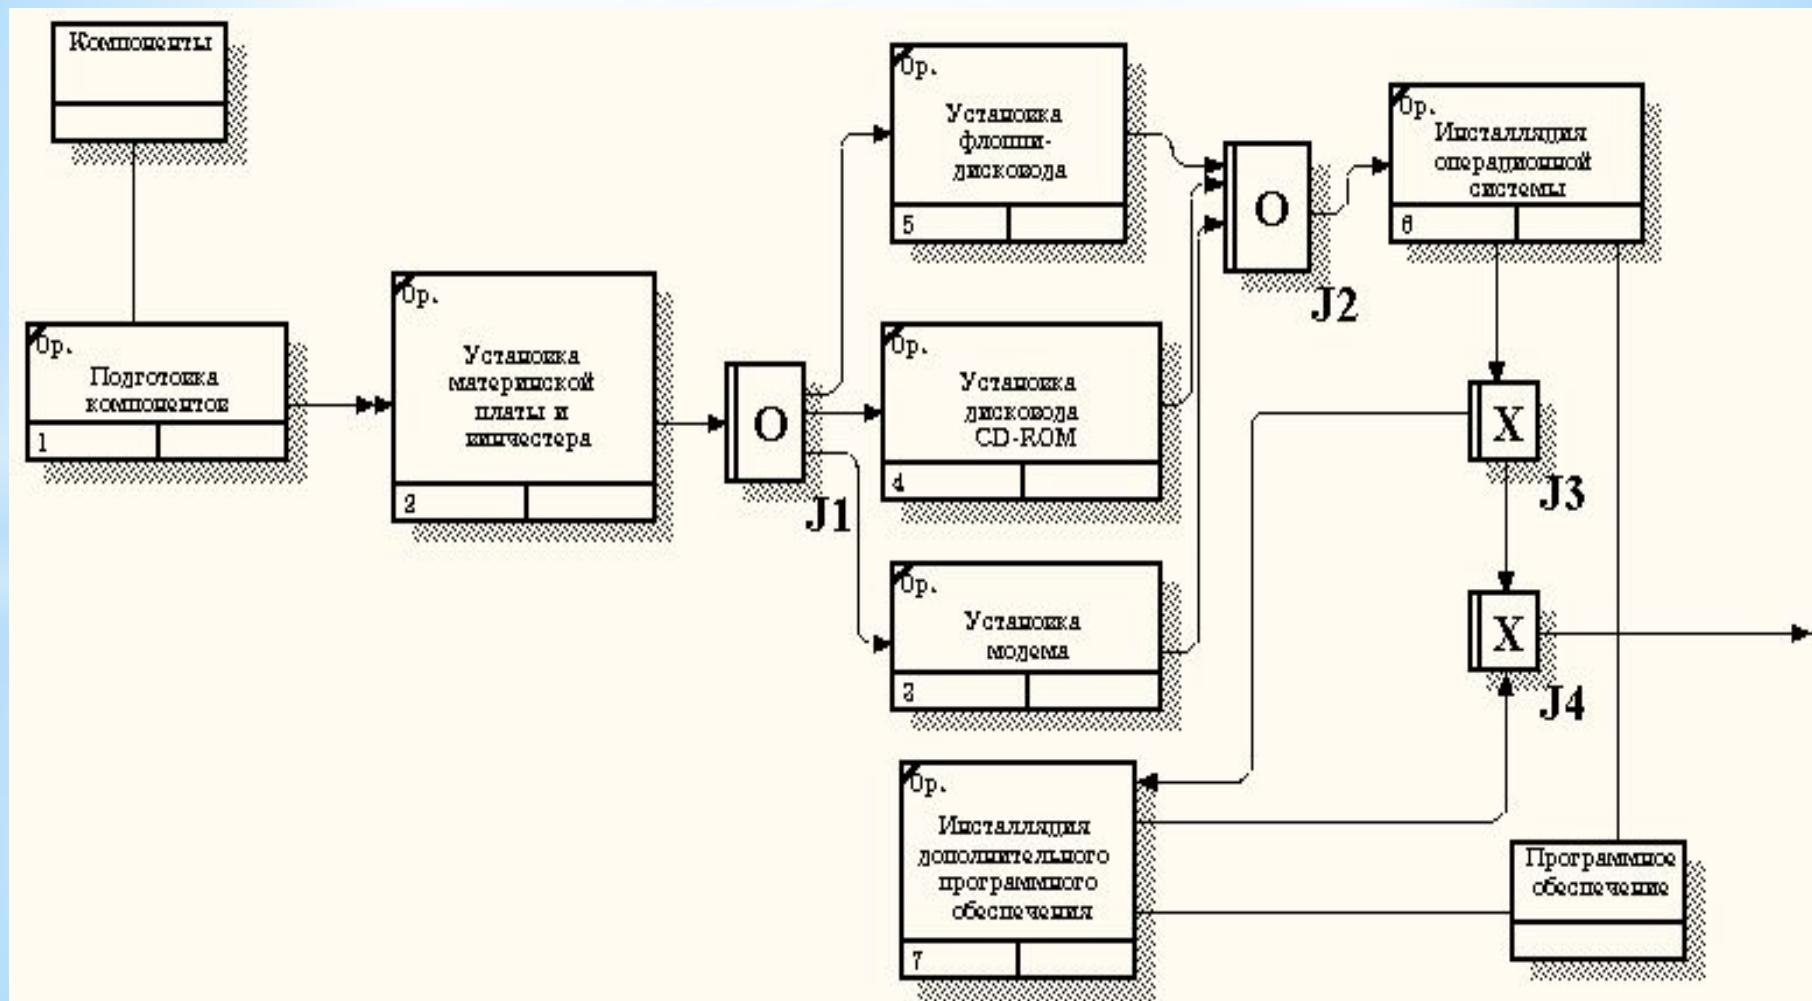 Компоненты
Ор.
Подготовка
компонентов
1
Ор.
Установка
материнской
платы и
винчестера
2
О
J1
Ор.
Установка
флоппи-
дисковода
5
Ор.
Установка
дисковода
CD-ROM
4
Ор.
Установка
модема
3
О
J2
Ор.
Инсталляция
операционной
системы
6
X
J3
X
J4
Ор.
Инсталляция
дополнительного
программного
обеспечения
7
Программное
обеспечение